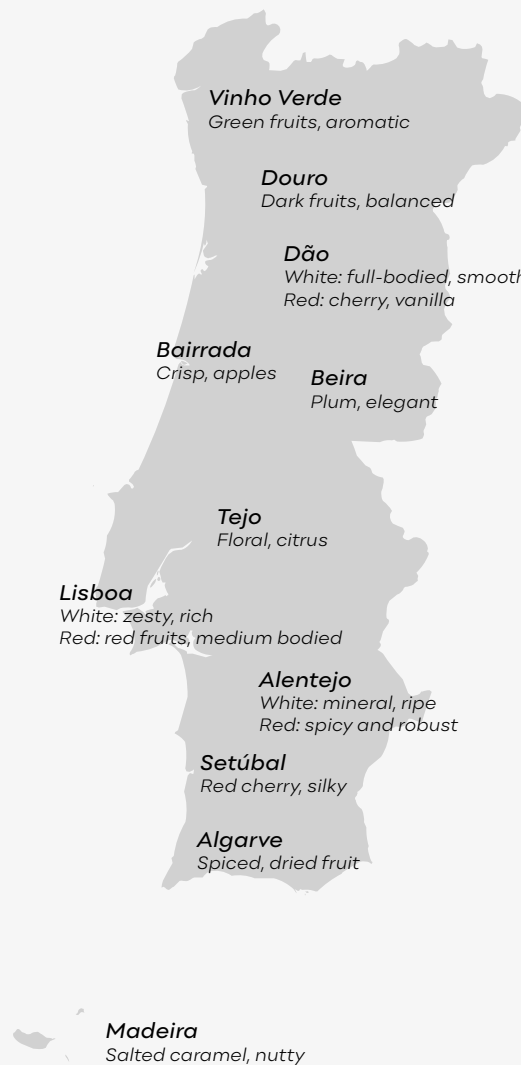 Vinho Verde
Green fruits, aromatic
Douro
Dark fruits, balanced
Dão
White: full-bodied, smooth
Red: cherry, vanilla
Bairrada
Crisp, apples
Beira
Plum, elegant
Tejo
Floral, citrus
Lisboa
White: zesty, rich
Red: red fruits, medium bodied
Alentejo
White: mineral, ripe
Red: spicy and robust
Setúbal
Red cherry, silky
Algarve
Spiced, dried fruit
Madeira
Salted caramel, nutty